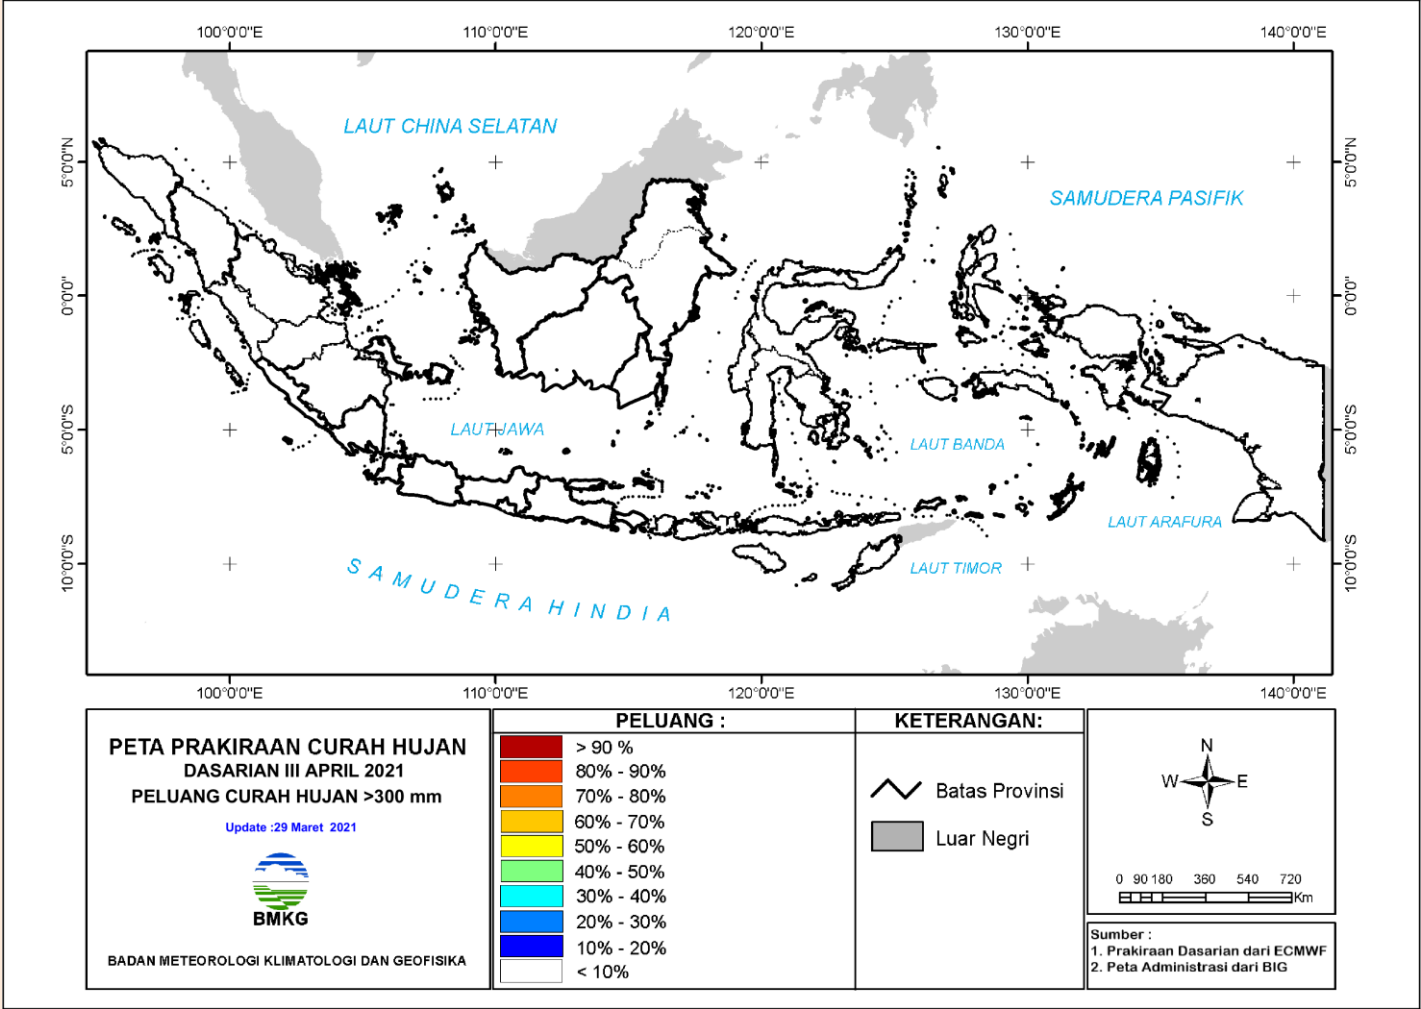 100°0'0"E 110°0'0"E 120°0'0"E 130°0'0"E 140°0'0"E
5°0'0"N 5°0'0"N
0°0'0" 0°0'0"
5°0'0"S 5°0'0"S
10°0'0"S 10°0'0"S
LAUT CHINA SELATAN
SAMUDERA PASIFIK
LAUT JAWA
LAUT BANDA
LAUT ARAFURA
LAUT TIMOR
SAMUDERA HINDIA
100°0'0"E 110°0'0"E 120°0'0"E 130°0'0"E 140°0'0"E
PETA PRAKIRAAN CURAH HUJAN
DASARIAN III APRIL 2021
PELUANG CURAH HUJAN >300 mm
Update :29 Maret 2021
BMKG
BADAN METEOROLOGI KLIMATOLOGI DAN GEOFISIKA
PELUANG :
> 90 %
80% - 90%
70% - 80%
60% - 70%
50% - 60%
40% - 50%
30% - 40%
20% - 30%
10% - 20%
< 10%
KETERANGAN:
Batas Provinsi
Luar Negri
N
W E
S
0 90 180 360 540 720
Km
Sumber :
1. Prakiraan Dasarian dari ECMWF
2. Peta Administrasi dari BIG